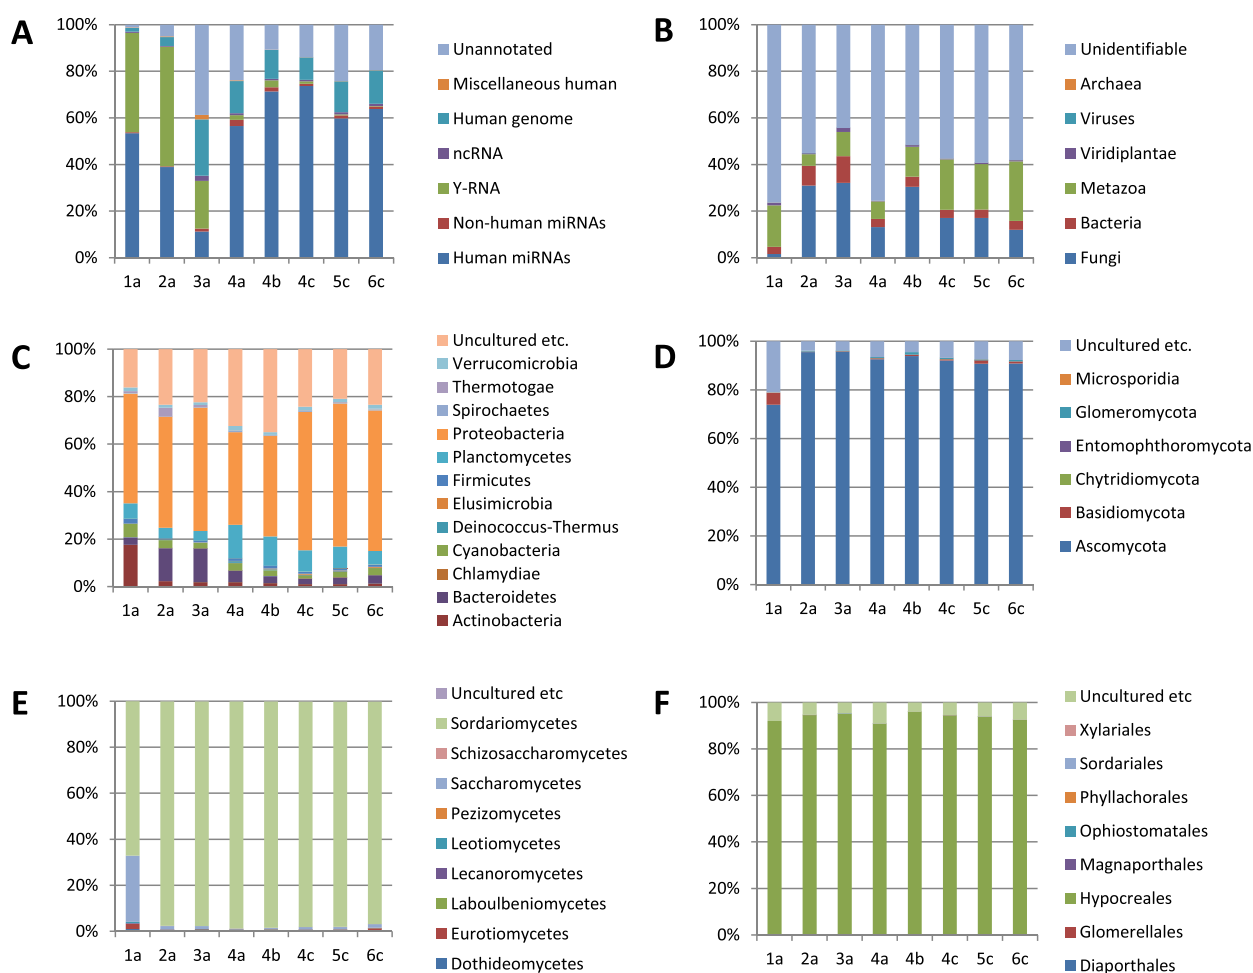 A
100%
80%
60%
40%
20%
0%
1a 2a 3a 4a 4b 4c 5c 6c
Unannotated
Miscellaneous human
Human genome
ncRNA
Y-RNA
Non-human miRNAs
Human miRNAs
B
100%
80%
60%
40%
20%
0%
1a 2a 3a 4a 4b 4c 5c 6c
Unidentifiable
Archaea
Viruses
Viridiplantae
Metazoa
Bacteria
Fungi
C
100%
80%
60%
40%
20%
0%
1a 2a 3a 4a 4b 4c 5c 6c
Uncultured etc.
Verrucomicrobia
Thermotogae
Spirochaetes
Proteobacteria
Planctomycetes
Firmicutes
Elusimicrobia
Deinococcus-Thermus
Cyanobacteria
Chlamydiae
Bacteroidetes
Actinobacteria
D
100%
80%
60%
40%
20%
0%
1a 2a 3a 4a 4b 4c 5c 6c
Uncultured etc.
Microsporidia
Glomeromycota
Entomophthoromycota
Chytridiomycota
Basidiomycota
Ascomycota
E
100%
80%
60%
40%
20%
0%
1a 2a 3a 4a 4b 4c 5c 6c
Uncultured etc
Sordariomycetes
Schizosaccharomycetes
Saccharomycetes
Pezizomycetes
Leotiomycetes
Lecanoromycetes
Laboulbeniomycetes
Eurotiomycetes
Dothideomycetes
F
100%
80%
60%
40%
20%
0%
1a 2a 3a 4a 4b 4c 5c 6c
Uncultured etc
Xylariales
Sordariales
Phyllachorales
Ophiostomatales
Magnaporthales
Hypocreales
Glomerellales
Diaporthales